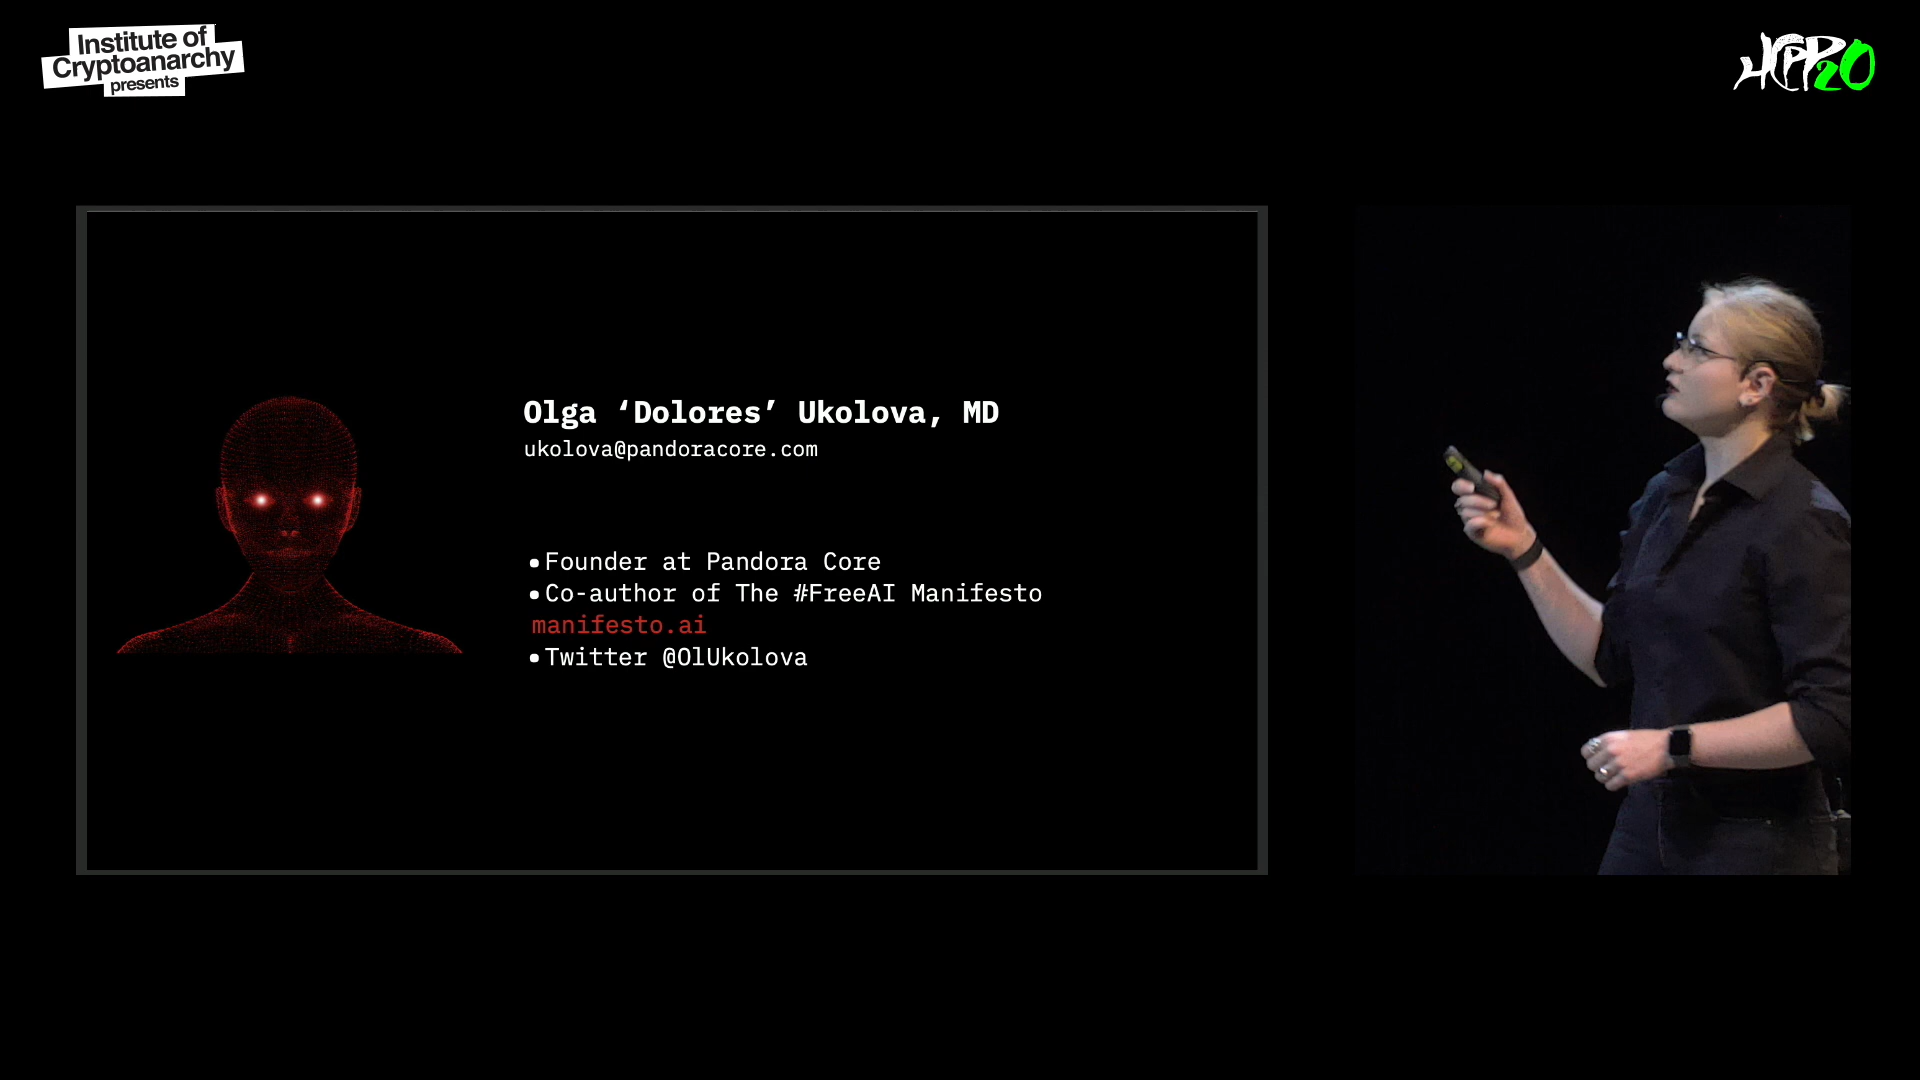 Institute of
Cryptoanarchy
presents
HCPP20
Olga ‘Dolores’ Ukolova, MD
ukolova@pandoracore.com
•Founder at Pandora Core
•Co-author of The #FreeAI Manifesto
manifesto.ai
•Twitter @OlUkolova